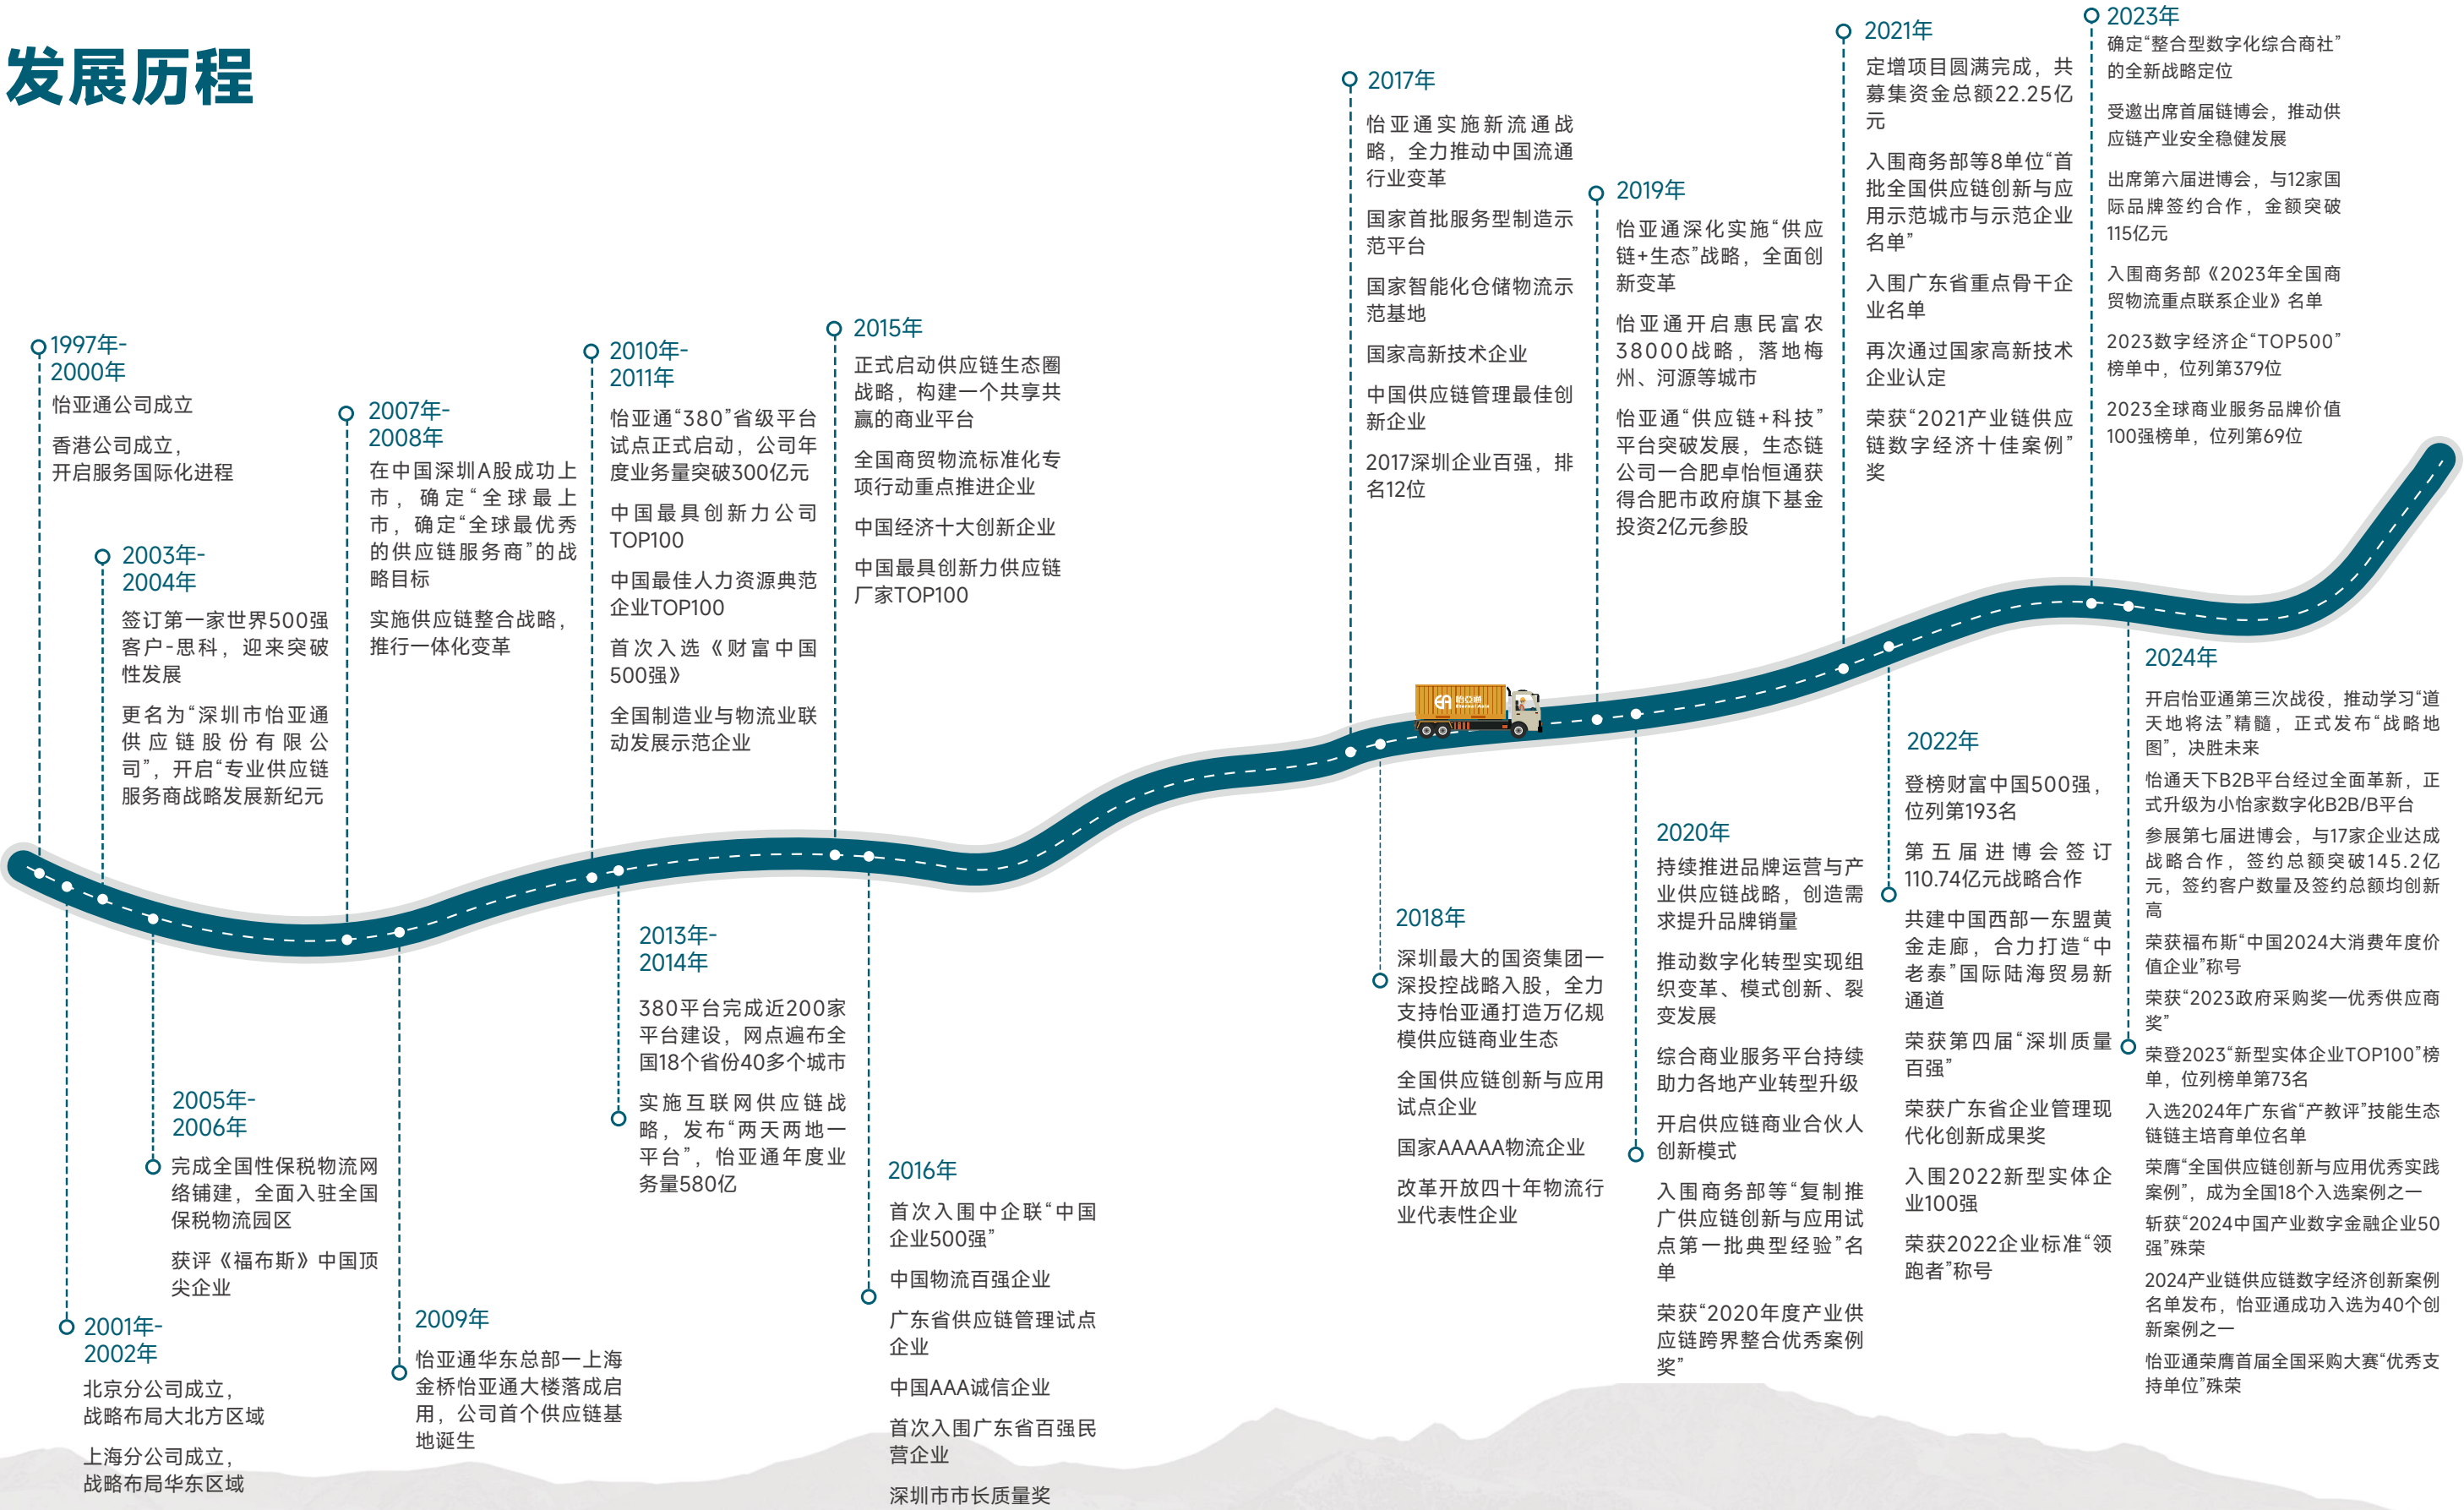 发展历程
1997年-
2000年
怡亚通公司成立
香港公司成立，
开启服务国际化进程
2001年-
2002年
北京分公司成立，
战略布局大北方区域
上海分公司成立，
战略布局华东区域
2003年-
2004年
签订第一家世界500强
客户-思科，迎来突破
性发展
更名为“深圳市怡亚通
供应链股份有限公
司”，开启“专业供应链
服务商战略发展新纪元
2005年-
2006年
完成全国性保税物流网
络铺建，全面入驻全国
保税物流园区
获评《福布斯》中国顶
尖企业
2007年-
2008年
在中国深圳A股成功上
市，确定“全球最上
市，确定“全球最优秀
的供应链服务商”的战
略目标
实施供应链整合战略，
推行一体化变革
2009年
怡亚通华东总部一上海
金桥怡亚通大楼落成启
用，公司首个供应链基
地诞生
2010年-
2011年
怡亚通“380”省级平台
试点正式启动，公司年
度业务量突破300亿元
中国最具创新力公司
TOP100
中国最佳人力资源典范
企业TOP100
首次入选《财富中国
500强》
全国制造业与物流业联
动发展示范企业
2013年-
2014年
380平台完成近200家
平台建设，网点遍布全
国18个省份40多个城市
实施互联网供应链战
略，发布“两天两地一
平台”，怡亚通年度业
务量580亿
2015年
正式启动供应链生态圈
战略，构建一个共享共
赢的商业平台
全国商贸物流标准化专
项行动重点推进企业
中国经济十大创新企业
中国最具创新力供应链
厂家TOP100
2016年
首次入围中企联“中国
企业500强”
中国物流百强企业
广东省供应链管理试点
企业
中国AAA诚信企业
首次入围广东省百强民
营企业
深圳市市长质量奖
2017年
怡亚通实施新流通战
略，全力推动中国流通
行业变革
国家首批服务型制造示
范平台
国家智能化仓储物流示
范基地
国家高新技术企业
中国供应链管理最佳创
新企业
2017深圳企业百强，排
名12位
EA 怡亞通
2018年
深圳最大的国资集团一
深投控战略入股，全力
支持怡亚通打造万亿规
模供应链商业生态
全国供应链创新与应用
试点企业
国家AAAAA物流企业
改革开放四十年物流行
业代表性企业
2019年
怡亚通深化实施“供应
链+生态”战略，全面创
新变革
怡亚通开启惠民富农
38000战略，落地梅
州、河源等城市
怡亚通“供应链+科技”
平台突破发展，生态链
公司一合肥卓怡恒通获
得合肥市政府旗下基金
投资2亿元参股
2020年
持续推进品牌运营与产
业供应链战略，创造需
求提升品牌销量
推动数字化转型实现组
织变革、模式创新、裂
变发展
综合商业服务平台持续
助力各地产业转型升级
开启供应链商业合伙人
创新模式
入围商务部等“复制推
广供应链创新与应用试
点第一批典型经验”名
单
荣获“2020年度产业供
应链跨界整合优秀案例
奖”
2021年
定增项目圆满完成，共
募集资金总额22.25亿
元
入围商务部等8单位“首
批全国供应链创新与应
用示范城市与示范企业
名单”
入围广东省重点骨干企
业名单
再次通过国家高新技术
企业认定
荣获“2021产业链供应
链数字经济十佳案例”
奖
2022年
登榜财富中国500强，
位列第193名
第五届进博会签订
110.74亿元战略合作
共建中国西部一东盟黄
金走廊，合力打造“中
老泰”国际陆海贸易新
通道
荣获第四届“深圳质量
百强”
荣获广东省企业管理现
代化创新成果奖
入围2022新型实体企
业100强
荣获2022企业标准“领
跑者”称号
2023年
确定“整合型数字化综合商社”
的全新战略定位
受邀出席首届链博会，推动供
应链产业安全稳健发展
出席第六届进博会，与12家国
际品牌签约合作，金额突破
115亿元
入围商务部《2023年全国商
贸物流重点联系企业》名单
2023数字经济企“TOP500”
榜单中，位列第379位
2023全球商业服务品牌价值
100强榜单，位列第69位
2024年
开启怡亚通第三次战役，推动学习“道
天地将法”精髓，正式发布“战略地
图”，决胜未来
怡通天下B2B平台经过全面革新，正
式升级为小怡家数字化B2B/B平台
参展第七届进博会，与17家企业达成
战略合作，签约总额突破145.2亿
元，签约客户数量及签约总额均创新
高
荣获福布斯“中国2024大消费年度价
值企业”称号
荣获“2023政府采购奖—优秀供应商
奖”
荣登2023“新型实体企业TOP100”榜
单，位列榜单第73名
入选2024年广东省“产教评”技能生态
链链主培育单位名单
荣膺“全国供应链创新与应用优秀实践
案例”，成为全国18个入选案例之一
斩获“2024中国产业数字金融企业50
强”殊荣
2024产业链供应链数字经济创新案例
名单发布，怡亚通成功入选为40个创
新案例之一
怡亚通荣膺首届全国采购大赛“优秀支
持单位”殊荣